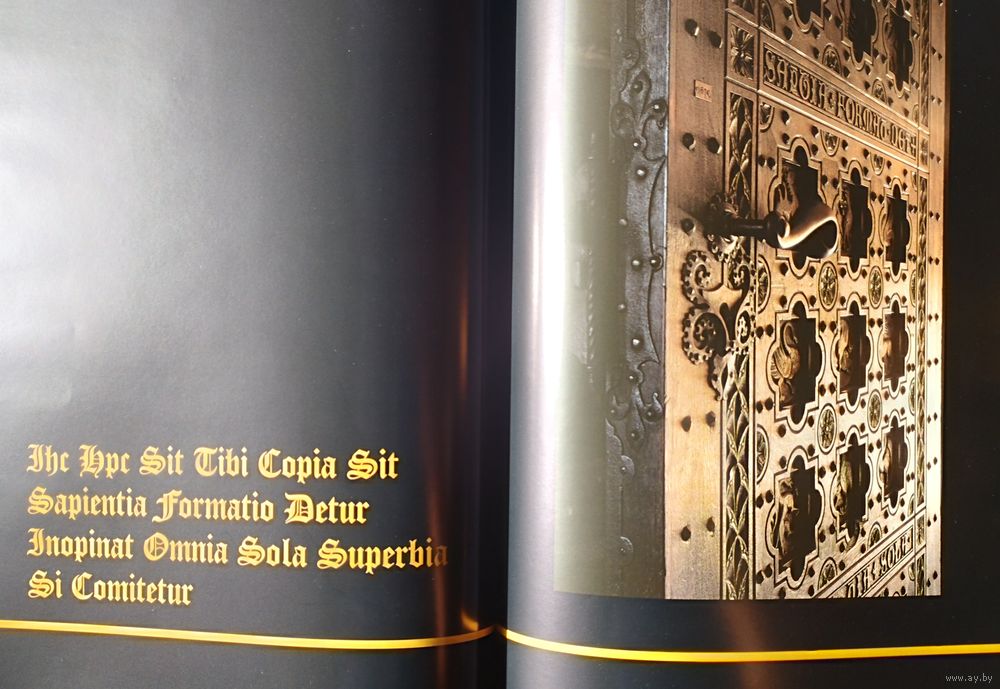 Ihc Hpc Sit Tibi Copia Sit
Sapientia Formatio Detur
Inopinat Omnia Sola Superbia
Si Comitetur
www.ay.by